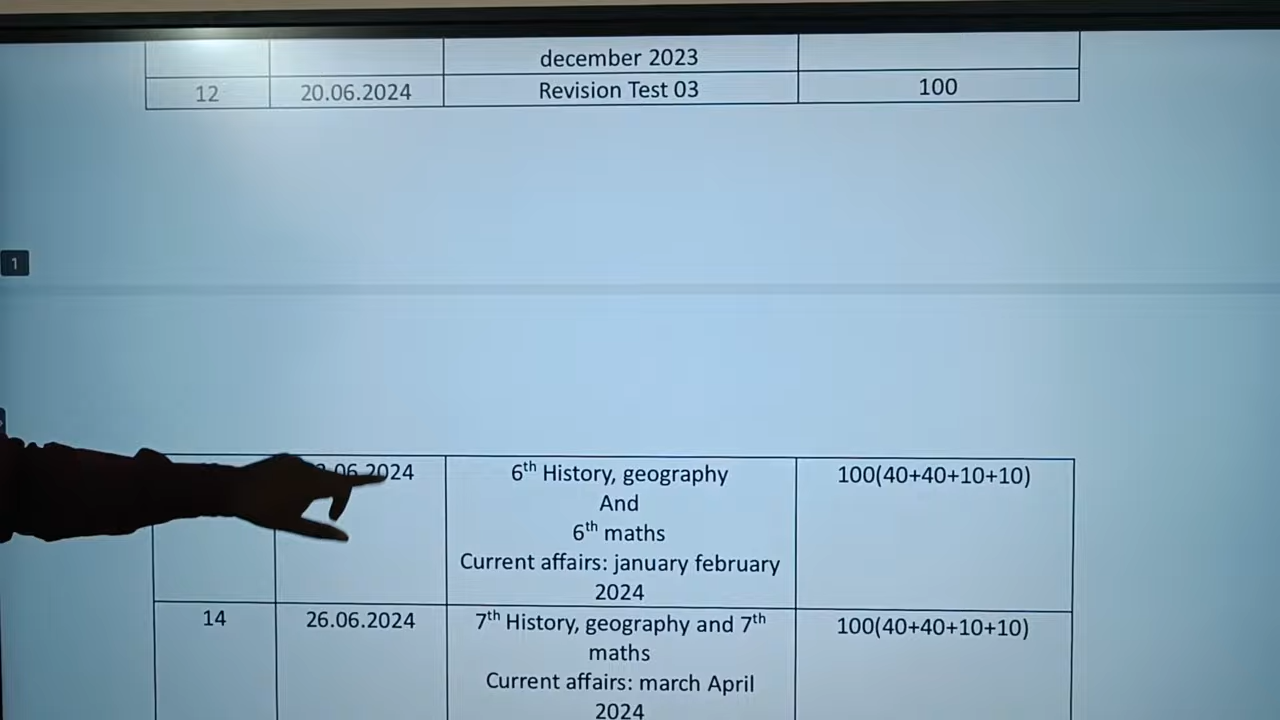 december 2023
12 20.06.2024 Revision Test 03 100
1
.06.2024 6th History, geography 100(40+40+10+10)
And
6th maths
Current affairs: january february
2024
14 26.06.2024 7th History, geography and 7th 100(40+40+10+10)
maths
Current affairs: march April
2024